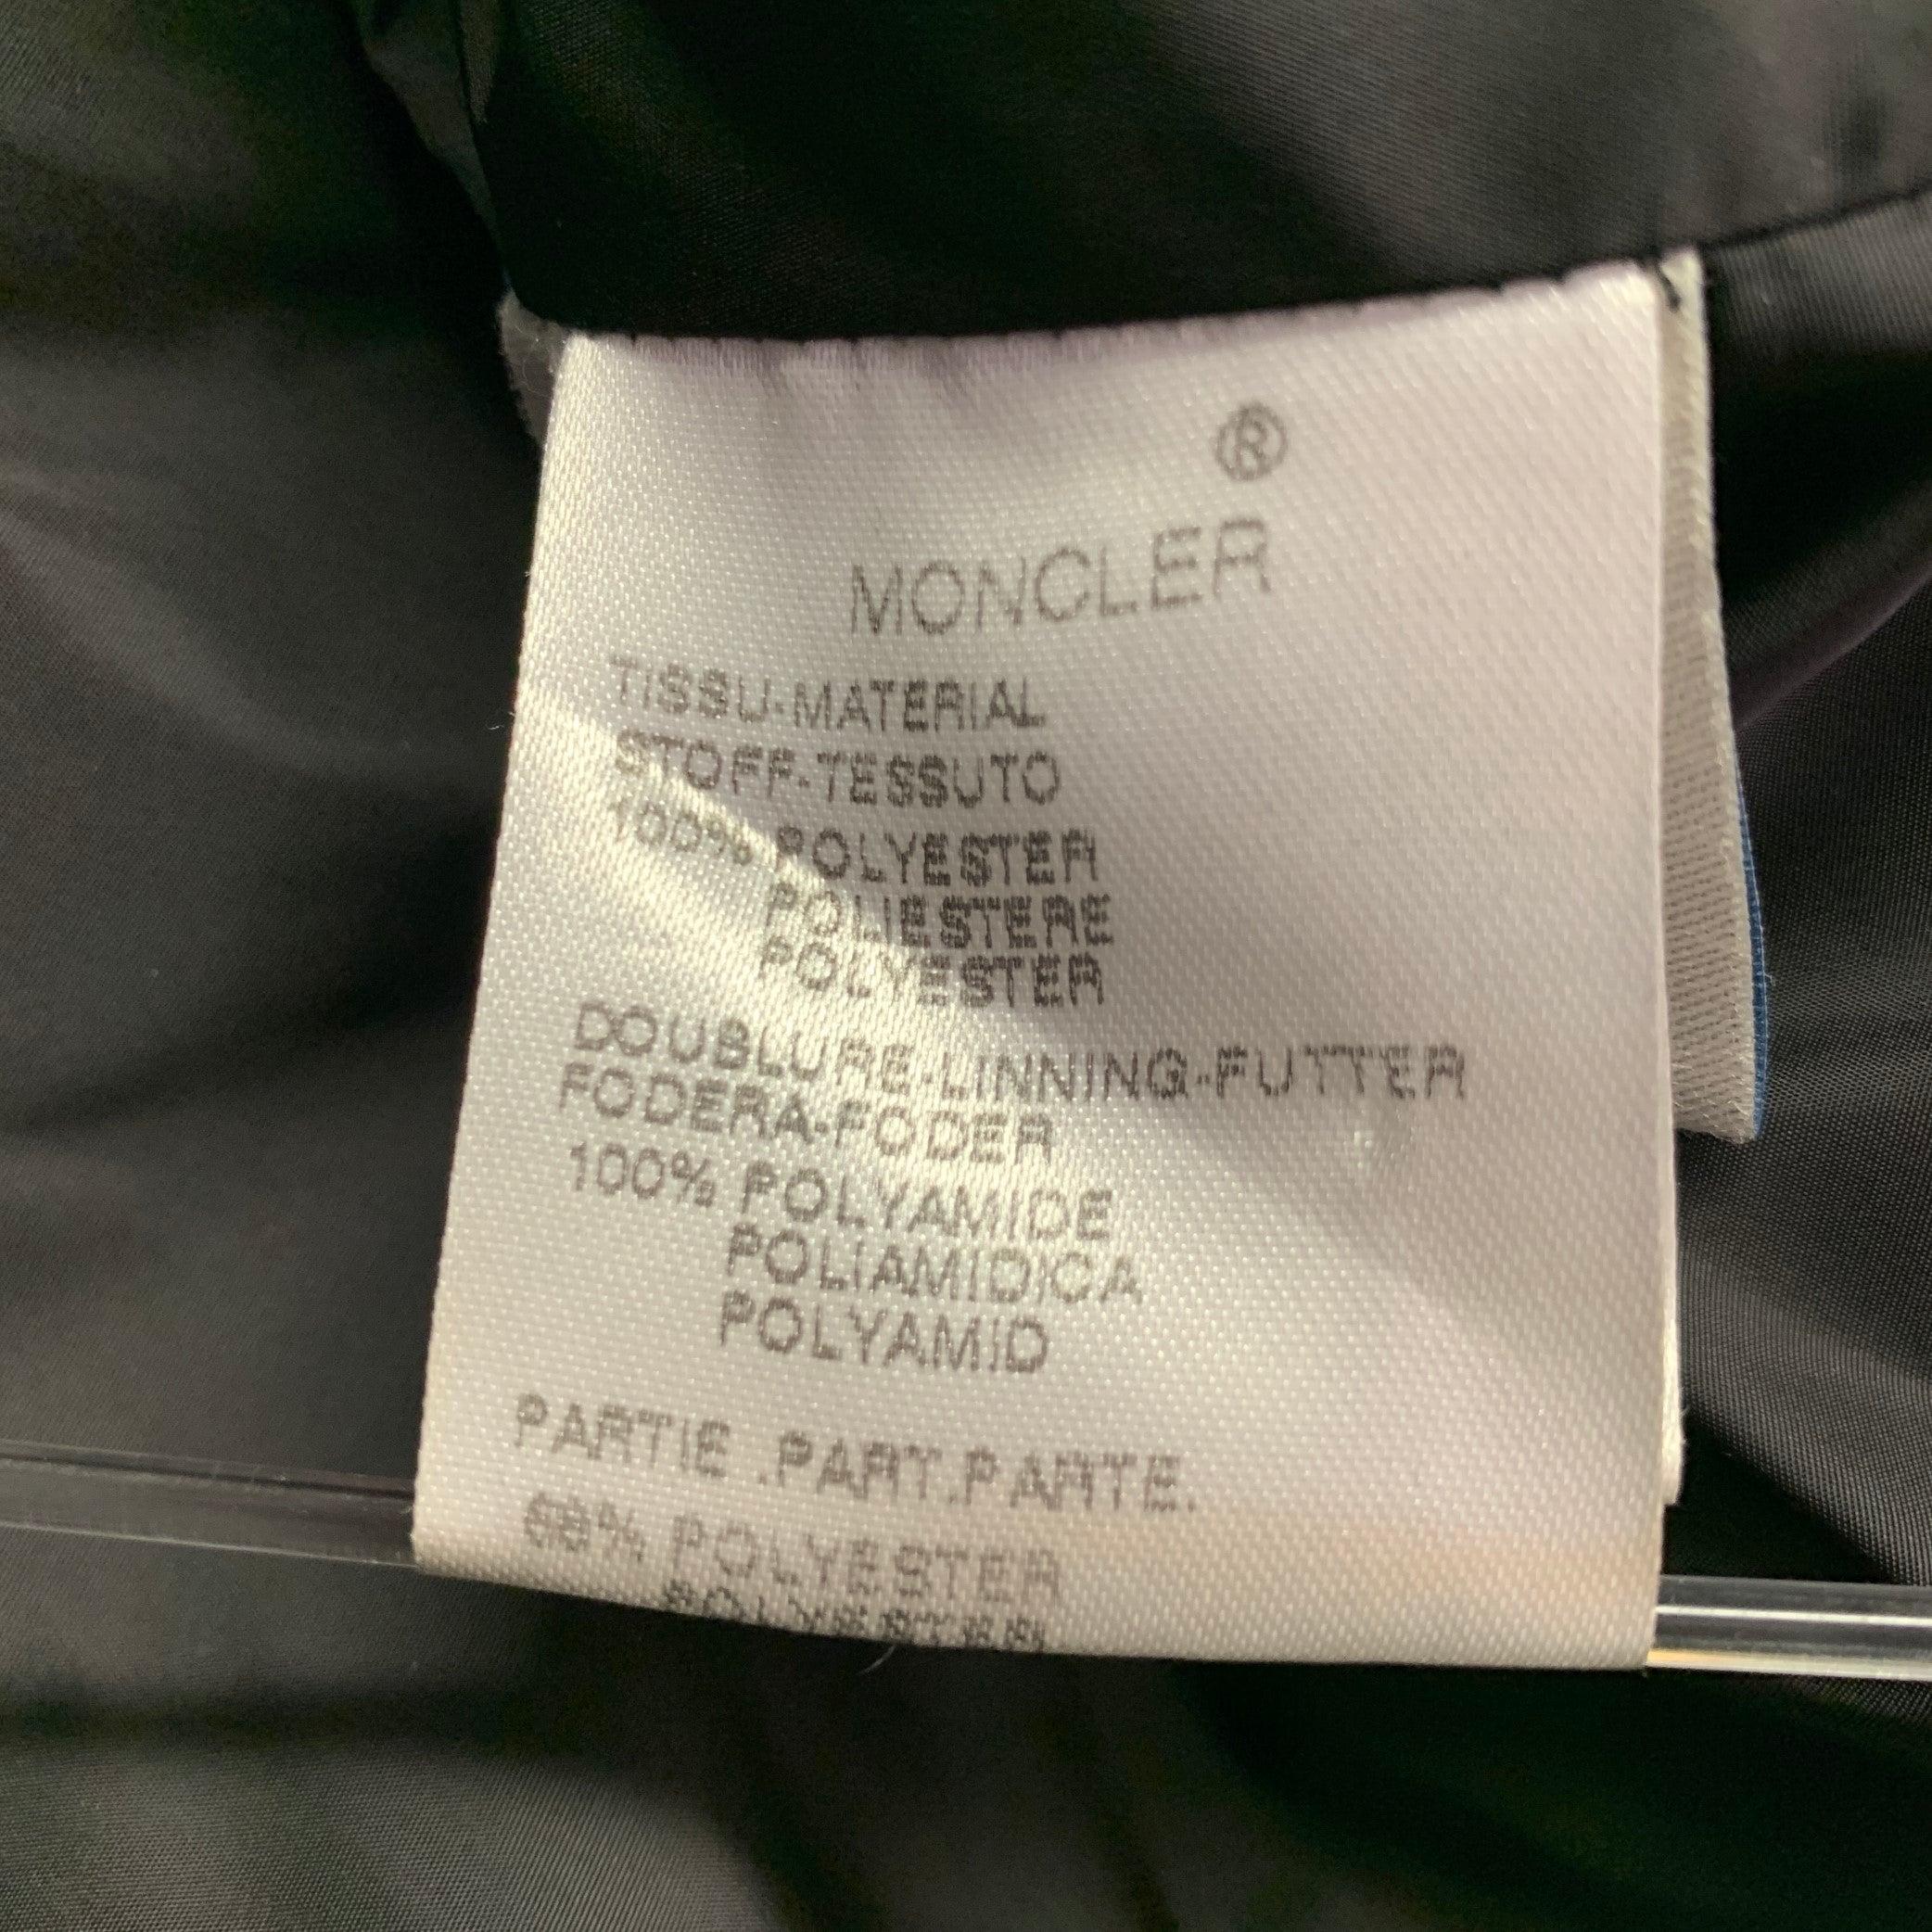 ®
MONCLER
TISSU-MATERIAL
STOFF-TESSUTO
100% POLYESTER
POLIESTERE
POLYESTER
DOUBLURE-LINNING-FUTTER
FODERA-FODER
100% POLYAMIDE
POLIAMIDICA
POLYAMID
PARTIE .PART.PARTE.
POLYESTER